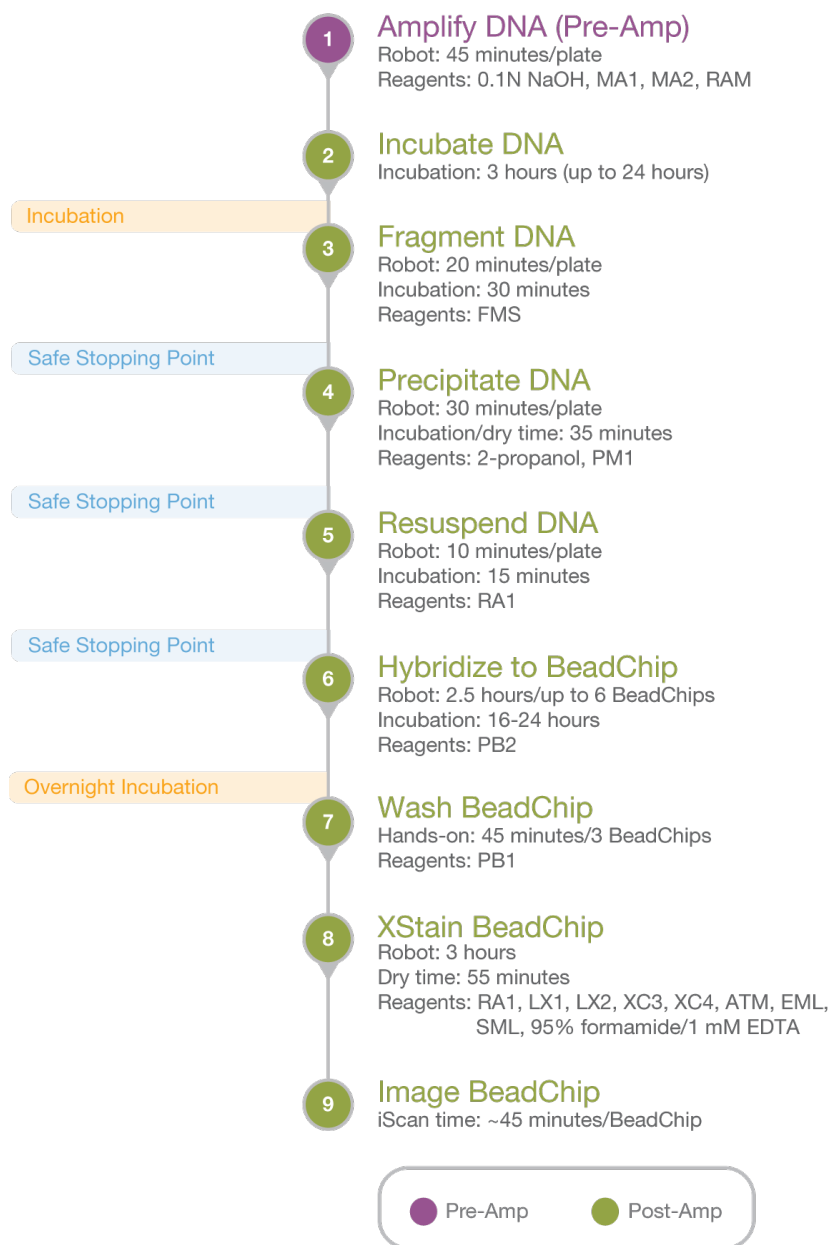 1
Amplify DNA (Pre-Amp)
Robot: 45 minutes/plate
Reagents: 0.1N NaOH, MA1, MA2, RAM
2
Incubate DNA
Incubation: 3 hours (up to 24 hours)
Incubation
3
Fragment DNA
Robot: 20 minutes/plate
Incubation: 30 minutes
Reagents: FMS
Safe Stopping Point
4
Precipitate DNA
Robot: 30 minutes/plate
Incubation/dry time: 35 minutes
Reagents: 2-propanol, PM1
Safe Stopping Point
5
Resuspend DNA
Robot: 10 minutes/plate
Incubation: 15 minutes
Reagents: RA1
Safe Stopping Point
6
Hybridize to BeadChip
Robot: 2.5 hours/up to 6 BeadChips
Incubation: 16-24 hours
Reagents: PB2
Overnight Incubation
7
Wash BeadChip
Hands-on: 45 minutes/3 BeadChips
Reagents: PB1
8
XStain BeadChip
Robot: 3 hours
Dry time: 55 minutes
Reagents: RA1, LX1, LX2, XC3, XC4, ATM, EML,
SML, 95% formamide/1 mM EDTA
9
Image BeadChip
iScan time: ~45 minutes/BeadChip
Pre-Amp
Post-Amp